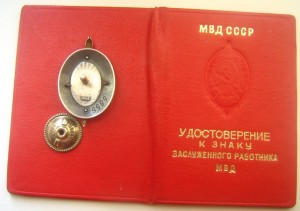 МВД СССР
УДОСТОВЕРЕНИЕ
К ЗНАКУ
ЗАСЛУЖЕННОГО РАБОТНИКА
МВД